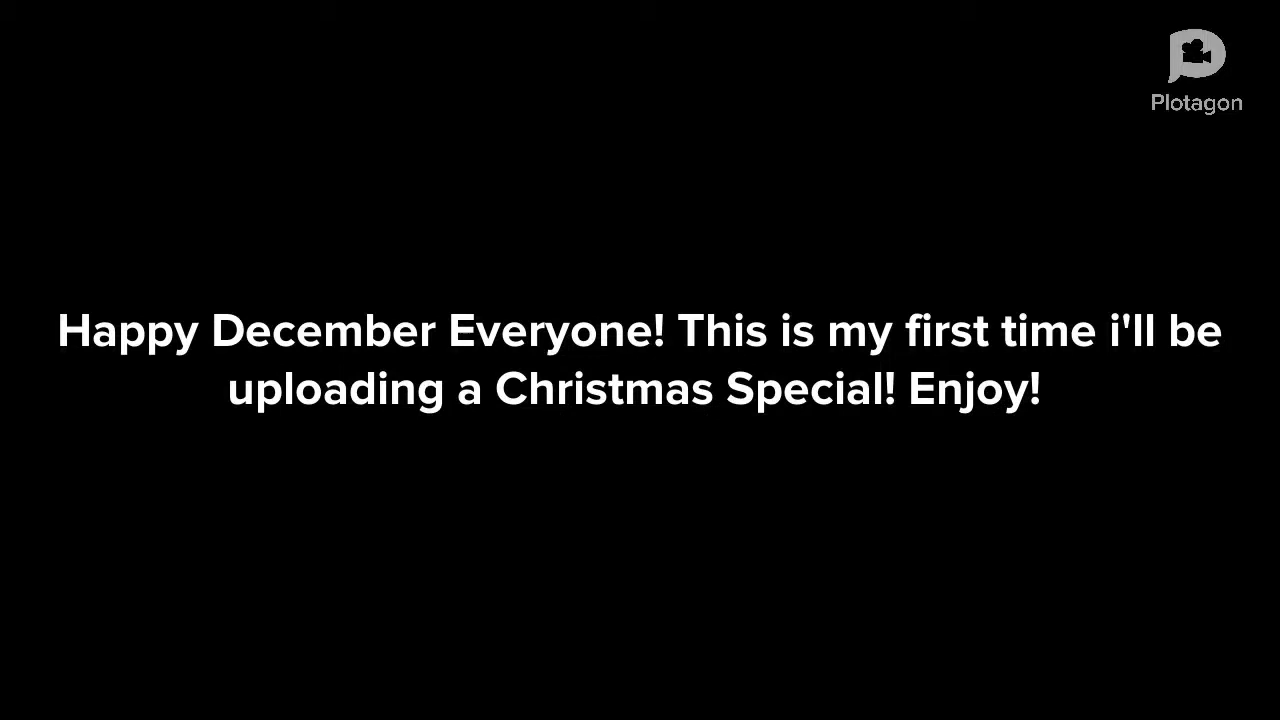 Plotagon
Happy December Everyone! This is my first time i'll be
uploading a Christmas Special! Enjoy!